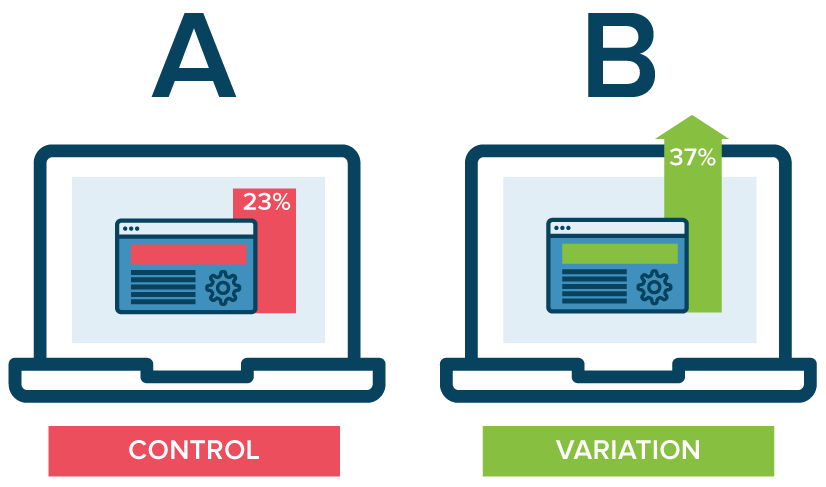 A
B
23%
37%
CONTROL
VARIATION